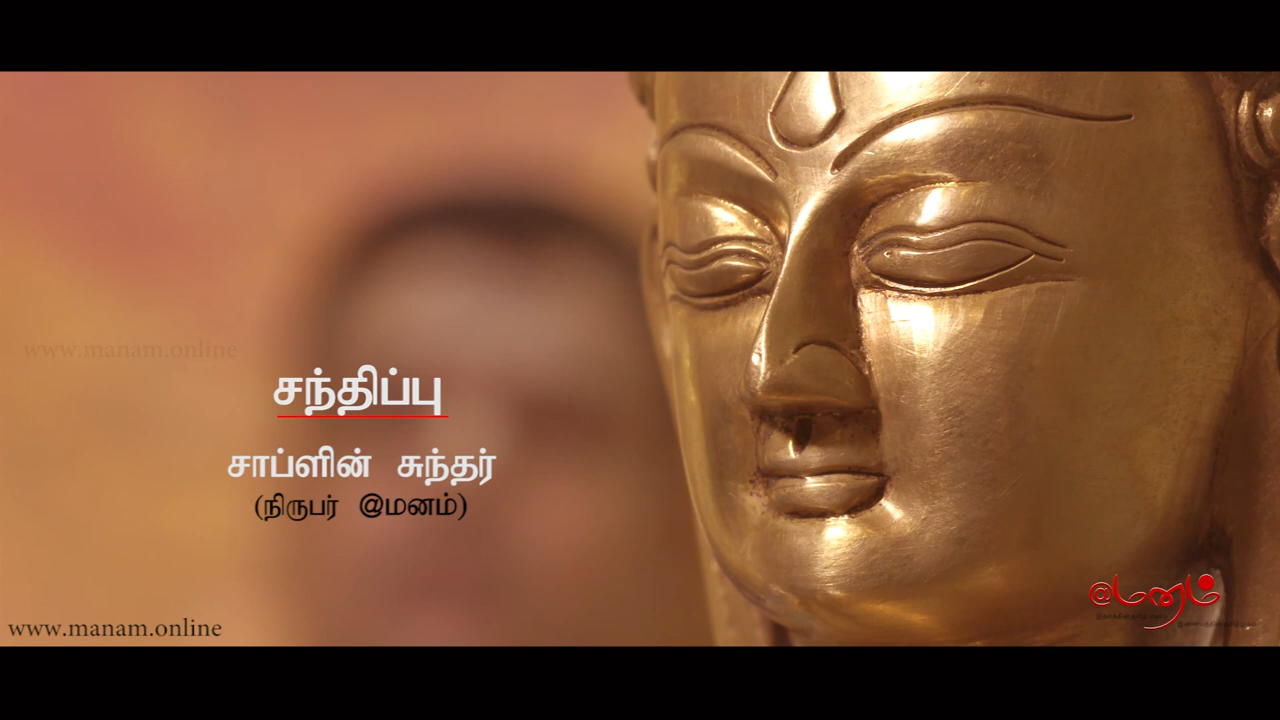 www.manam.online
சந்திப்பு
சாப்ளின் சுந்தர்
(நிருபர் @மனம்)
@மனம்
www.manam.online